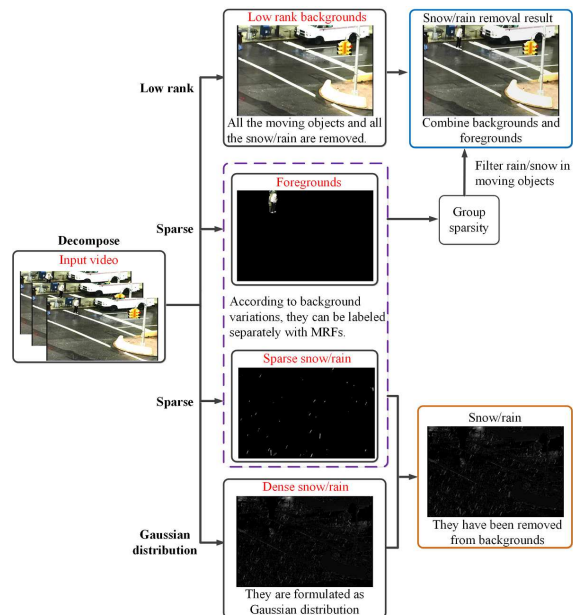 Low rank backgrounds
All the moving objects and all
the snow/rain are removed.
Snow/rain removal result
Combine backgrounds and
foregrounds
Low rank
Filter rain/snow in
moving objects
Foregrounds
Group
sparsity
Sparse
Decompose
Input video
According to background
variations, they can be labeled
separately with MRFs.
Sparse snow/rain
Sparse
Snow/rain
They have been removed
from backgrounds
Dense snow/rain
Gaussian
distribution
They are formulated as
Gaussian distribution